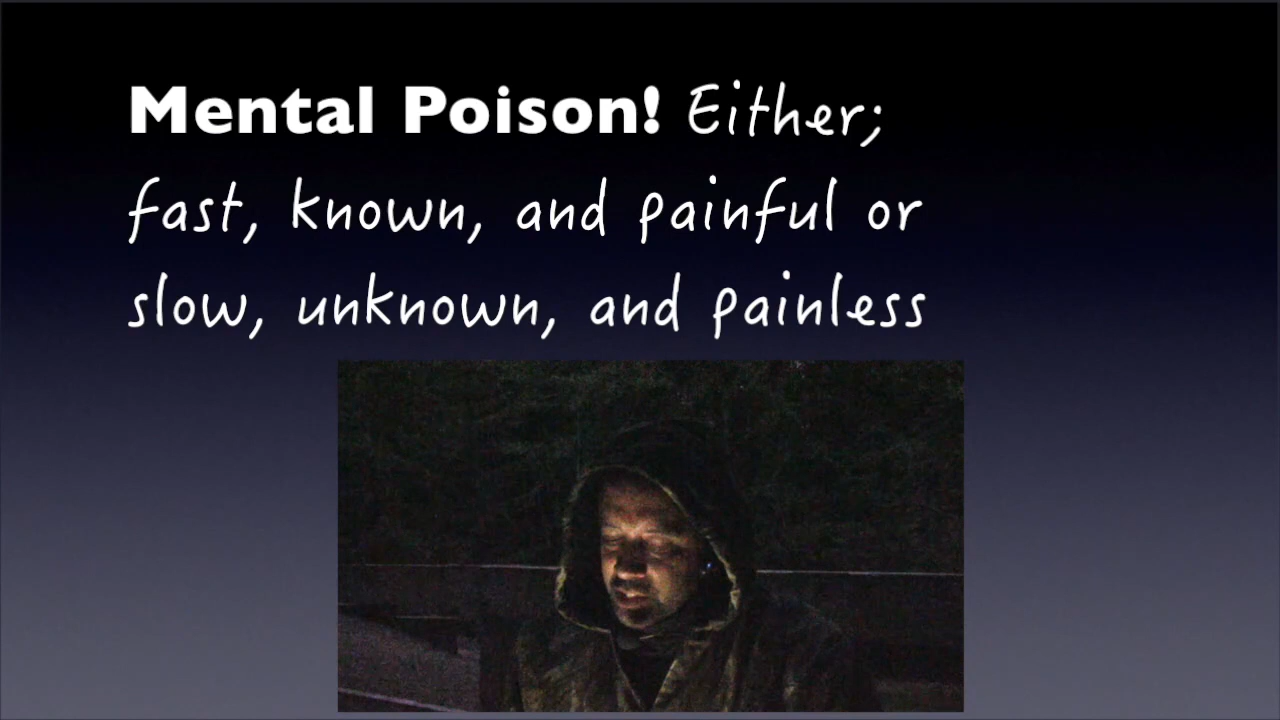 Mental Poison! Either;
fast, known, and painful or
slow, unknown, and painless